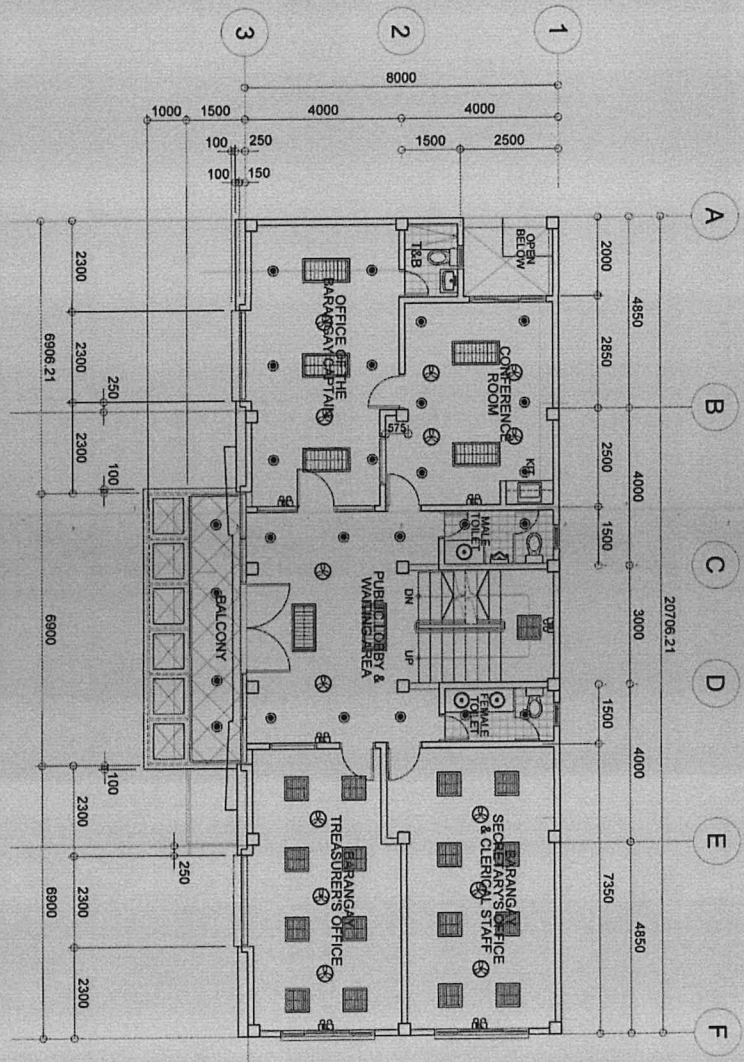 A
B
C
D
E
F
20706.21
4850
4000
3000
4000
4850
2000
2850
2500
1500
1500
7350
1
2
3
8000
4000
4000
2500
1500
1500
1000
250
100
150
100
OPEN
BELOW
T&B
CONFERENCE
ROOM
KIT.
575
MALE
TOILET
DN
UP
FEMALE
TOILET
BARANGAY
SECRETARY'S OFFICE
& CLERICAL STAFF
OFFICE OF THE
BARANGAY CAPTAIN
PUBLIC LOBBY &
WAITING AREA
BARANGAY
TREASURER'S OFFICE
BALCONY
250
100
100
250
2300
2300
2300
2300
2300
2300
6906.21
6900
6900